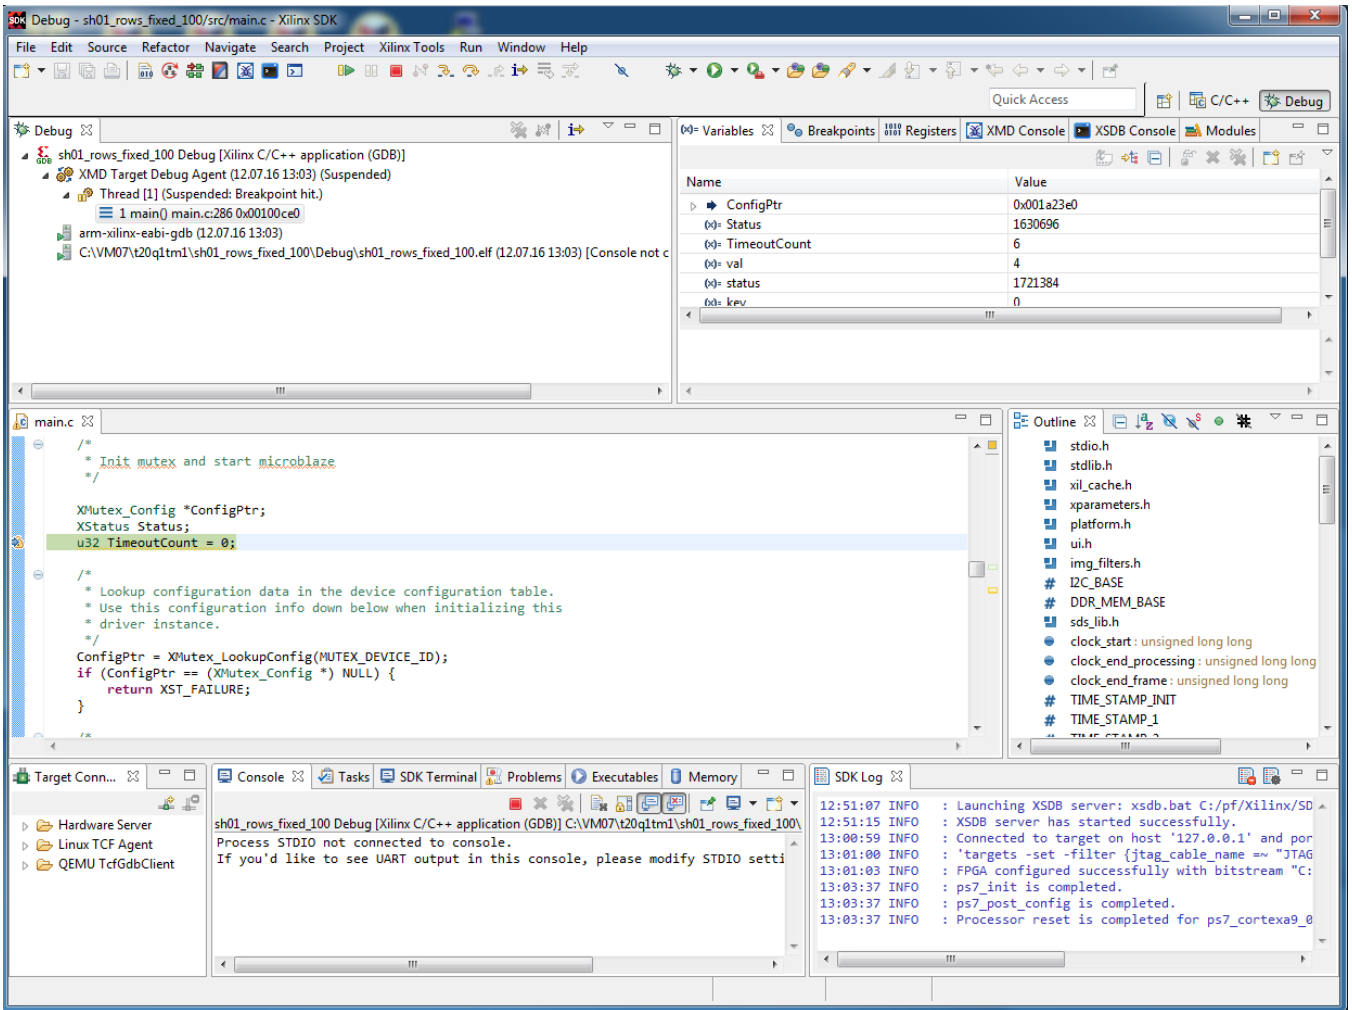 Debug - sh01_rows_fixed_100/src/main.c - Xilinx SDK
File Edit Source Refactor Navigate Search Project Xilinx Tools Run Window Help
Quick Access C/C++ Debug
Debug
sh01_rows_fixed_100 Debug [Xilinx C/C++ application (GDB)]
XMD Target Debug Agent (12.07.16 13:03) (Suspended)
Thread [1] (Suspended: Breakpoint hit.)
1 main() main.c:286 0x00100ce0
arm-xilinx-eabi-gdb (12.07.16 13:03)
C:\VM07\t20q1tm1\sh01_rows_fixed_100\Debug\sh01_rows_fixed_100.elf (12.07.16 13:03) [Console not c
(x)= Variables Breakpoints Registers XMD Console XSDB Console Modules
Name Value
ConfigPtr 0x001a23e0
(x)= Status 1630696
(x)= TimeoutCount 6
(x)= val 4
(x)= status 1721384
(x)= key 0
main.c
/*
* Init mutex and start microblaze
*/
XMutex_Config *ConfigPtr;
XStatus Status;
u32 TimeoutCount = 0;
/*
* Lookup configuration data in the device configuration table.
* Use this configuration info down below when initializing this
* driver instance.
*/
ConfigPtr = XMutex_LookupConfig(MUTEX_DEVICE_ID);
if (ConfigPtr == (XMutex_Config *) NULL) {
return XST_FAILURE;
}
/*
Outline
stdio.h
stdlib.h
xil_cache.h
xparameters.h
platform.h
ui.h
img_filters.h
# I2C_BASE
# DDR_MEM_BASE
sds_lib.h
clock_start : unsigned long long
clock_end_processing : unsigned long long
clock_end_frame : unsigned long long
# TIME_STAMP_INIT
# TIME_STAMP_1
# TIME_STAMP_2
Target Conn...
Hardware Server
Linux TCF Agent
QEMU TcfGdbClient
Console Tasks SDK Terminal Problems Executables Memory
sh01_rows_fixed_100 Debug [Xilinx C/C++ application (GDB)] C:\VM07\t20q1tm1\sh01_rows_fixed_100\
Process STDIO not connected to console.
If you'd like to see UART output in this console, please modify STDIO setti
SDK Log
12:51:07 INFO : Launching XSDB server: xsdb.bat C:/pf/Xilinx/SD
12:51:15 INFO : XSDB server has started successfully.
13:00:59 INFO : Connected to target on host '127.0.0.1' and por
13:01:00 INFO : 'targets -set -filter {jtag_cable_name =~ "JTAG
13:01:03 INFO : FPGA configured successfully with bitstream "C:
13:03:37 INFO : ps7_init is completed.
13:03:37 INFO : ps7_post_config is completed.
13:03:37 INFO : Processor reset is completed for ps7_cortexa9_0